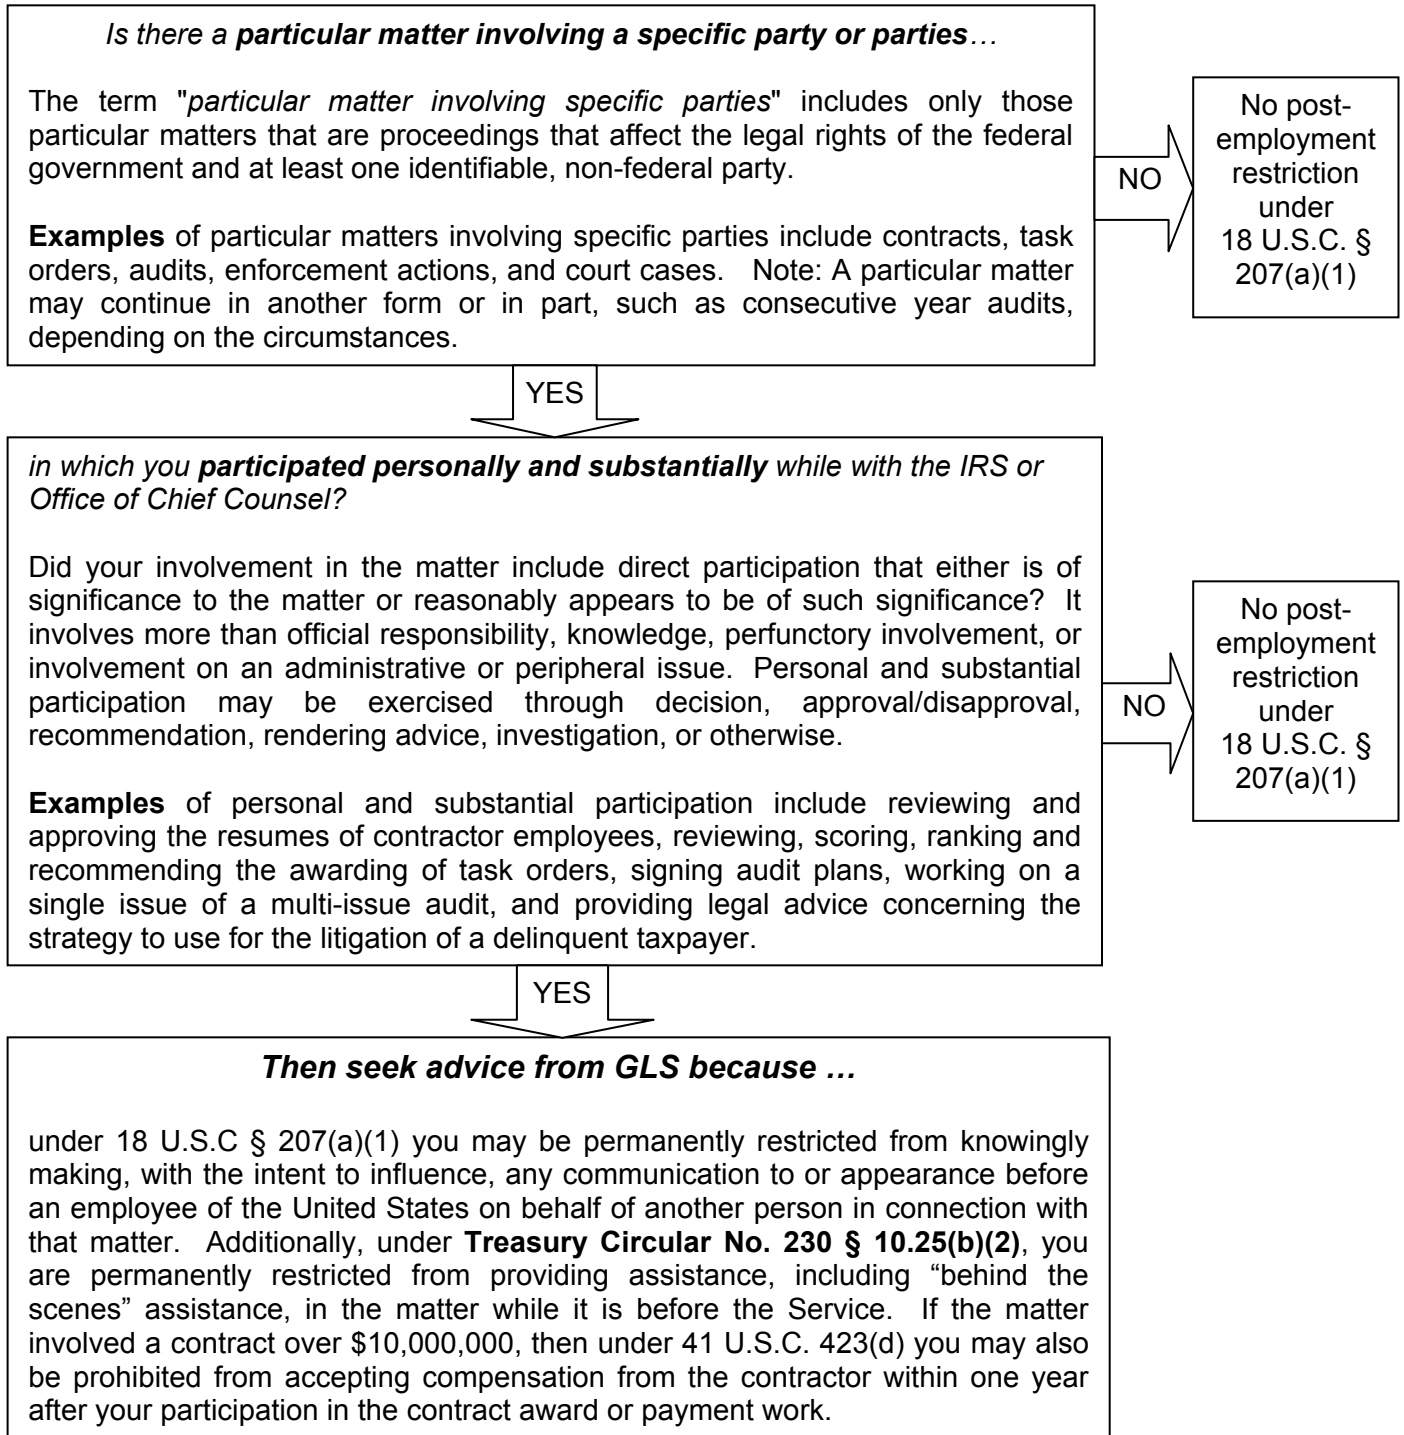 Is there a particular matter involving a specific party or parties…
The term "particular matter involving specific parties" includes only those
particular matters that are proceedings that affect the legal rights of the federal
government and at least one identifiable, non-federal party.
Examples of particular matters involving specific parties include contracts, task
orders, audits, enforcement actions, and court cases. Note: A particular matter
may continue in another form or in part, such as consecutive year audits,
depending on the circumstances.
NO
No post-
employment
restriction
under
18 U.S.C. §
207(a)(1)
YES
in which you participated personally and substantially while with the IRS or
Office of Chief Counsel?
Did your involvement in the matter include direct participation that either is of
significance to the matter or reasonably appears to be of such significance? It
involves more than official responsibility, knowledge, perfunctory involvement, or
involvement on an administrative or peripheral issue. Personal and substantial
participation may be exercised through decision, approval/disapproval,
recommendation, rendering advice, investigation, or otherwise.
Examples of personal and substantial participation include reviewing and
approving the resumes of contractor employees, reviewing, scoring, ranking and
recommending the awarding of task orders, signing audit plans, working on a
single issue of a multi-issue audit, and providing legal advice concerning the
strategy to use for the litigation of a delinquent taxpayer.
NO
No post-
employment
restriction
under
18 U.S.C. §
207(a)(1)
YES
Then seek advice from GLS because …
under 18 U.S.C § 207(a)(1) you may be permanently restricted from knowingly
making, with the intent to influence, any communication to or appearance before
an employee of the United States on behalf of another person in connection with
that matter. Additionally, under Treasury Circular No. 230 § 10.25(b)(2), you
are permanently restricted from providing assistance, including “behind the
scenes” assistance, in the matter while it is before the Service. If the matter
involved a contract over $10,000,000, then under 41 U.S.C. 423(d) you may also
be prohibited from accepting compensation from the contractor within one year
after your participation in the contract award or payment work.